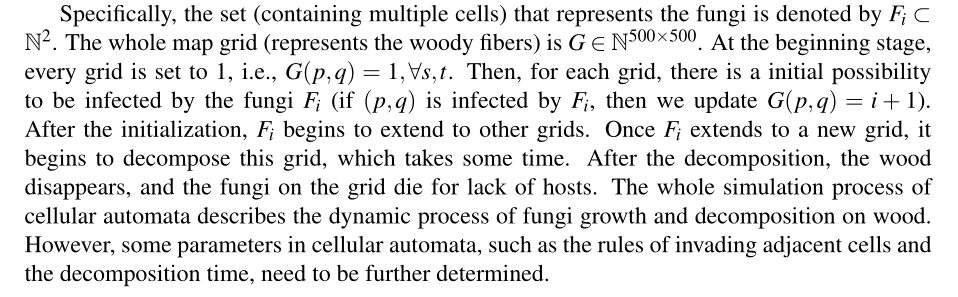 Specifically, the set (containing multiple cells) that represents the fungi is denoted by $F_i \subset$
$\mathbb{N}^2$. The whole map grid (represents the woody fibers) is $G \in \mathbb{N}^{500 \times 500}$. At the beginning stage,
every grid is set to 1, i.e., $G(p,q) = 1, \forall s,t$. Then, for each grid, there is a initial possibility
to be infected by the fungi $F_i$ (if $(p,q)$ is infected by $F_i$, then we update $G(p,q) = i+1$).
After the initialization, $F_i$ begins to extend to other grids. Once $F_i$ extends to a new grid, it
begins to decompose this grid, which takes some time. After the decomposition, the wood
disappears, and the fungi on the grid die for lack of hosts. The whole simulation process of
cellular automata describes the dynamic process of fungi growth and decomposition on wood.
However, some parameters in cellular automata, such as the rules of invading adjacent cells and
the decomposition time, need to be further determined.